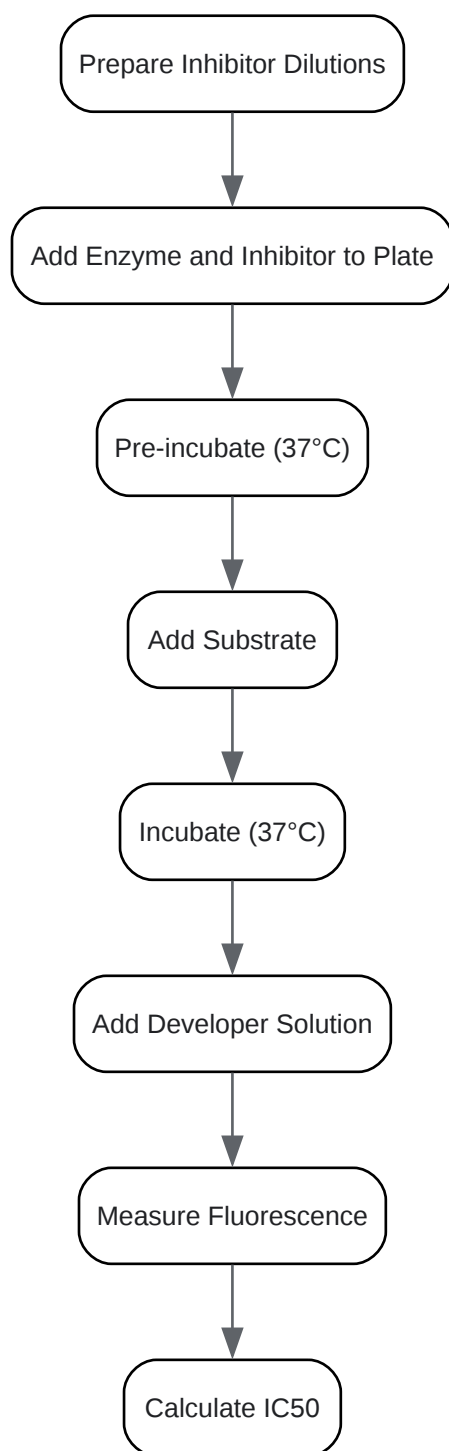 Prepare Inhibitor Dilutions
Add Enzyme and Inhibitor to Plate
Pre-incubate (37°C)
Add Substrate
Incubate (37°C)
Add Developer Solution
Measure Fluorescence
Calculate IC50